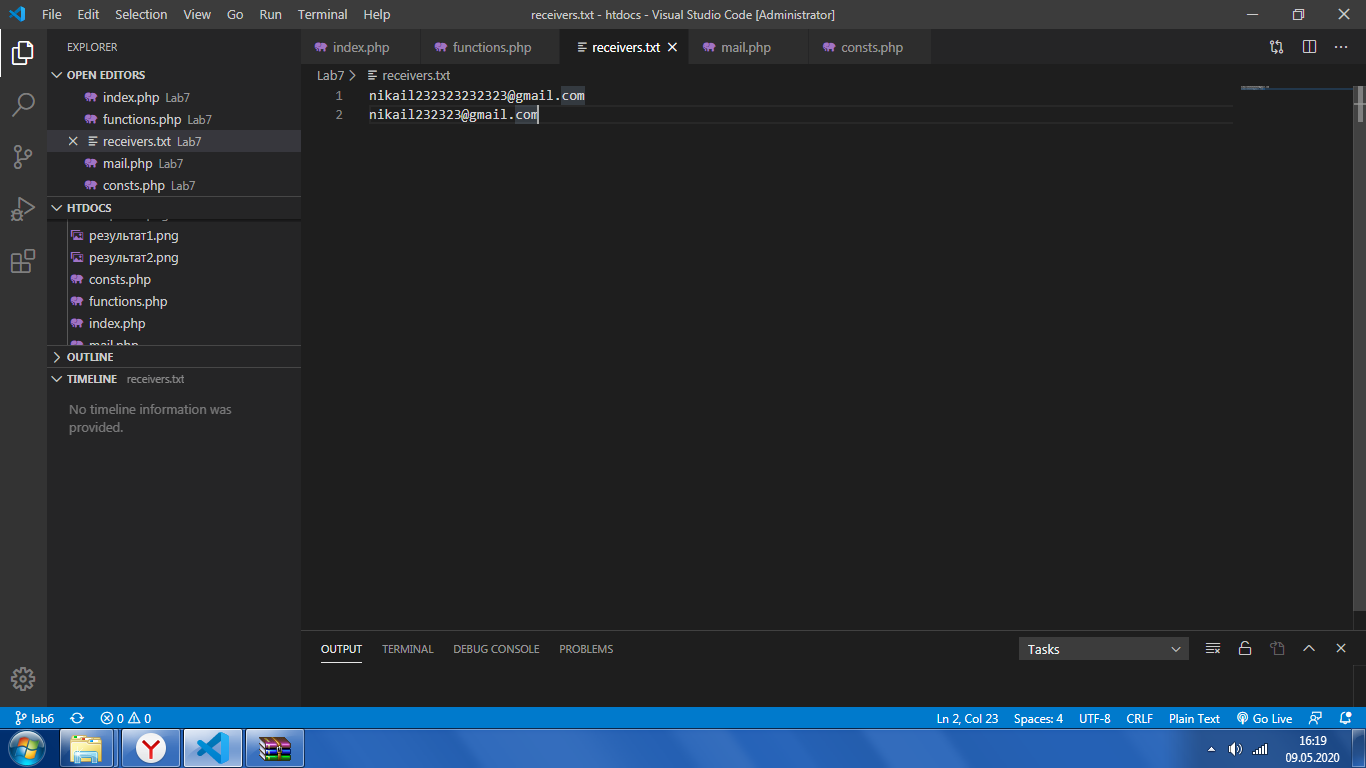 File Edit Selection View Go Run Terminal Help receivers.txt - htdocs - Visual Studio Code [Administrator]
EXPLORER
OPEN EDITORS
index.php Lab7
functions.php Lab7
receivers.txt Lab7
mail.php Lab7
consts.php Lab7
HTDOCS
результат1.png
результат2.png
consts.php
functions.php
index.php
mail.php
OUTLINE
TIMELINE receivers.txt
No timeline information was
provided.
index.php functions.php receivers.txt mail.php consts.php
Lab7 > receivers.txt
1 nikail232323232323@gmail.com
2 nikail232323@gmail.com
OUTPUT TERMINAL DEBUG CONSOLE PROBLEMS Tasks
lab6 0 0 Ln 2, Col 23 Spaces: 4 UTF-8 CRLF Plain Text Go Live
16:19
09.05.2020